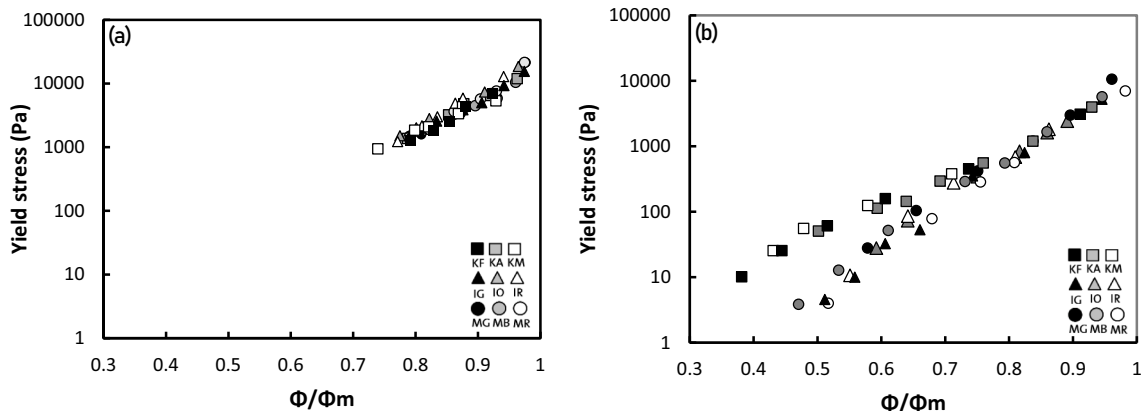 (a)
Yield stress (Pa)
100000
10000
1000
100
10
1
KF KA KM
IG IO IR
MG MB MR
0.3 0.4 0.5 0.6 0.7 0.8 0.9 1
Φ/Φm
(b)
Yield stress (Pa)
100000
10000
1000
100
10
1
KF KA KM
IG IO IR
MG MB MR
0.3 0.4 0.5 0.6 0.7 0.8 0.9 1
Φ/Φm